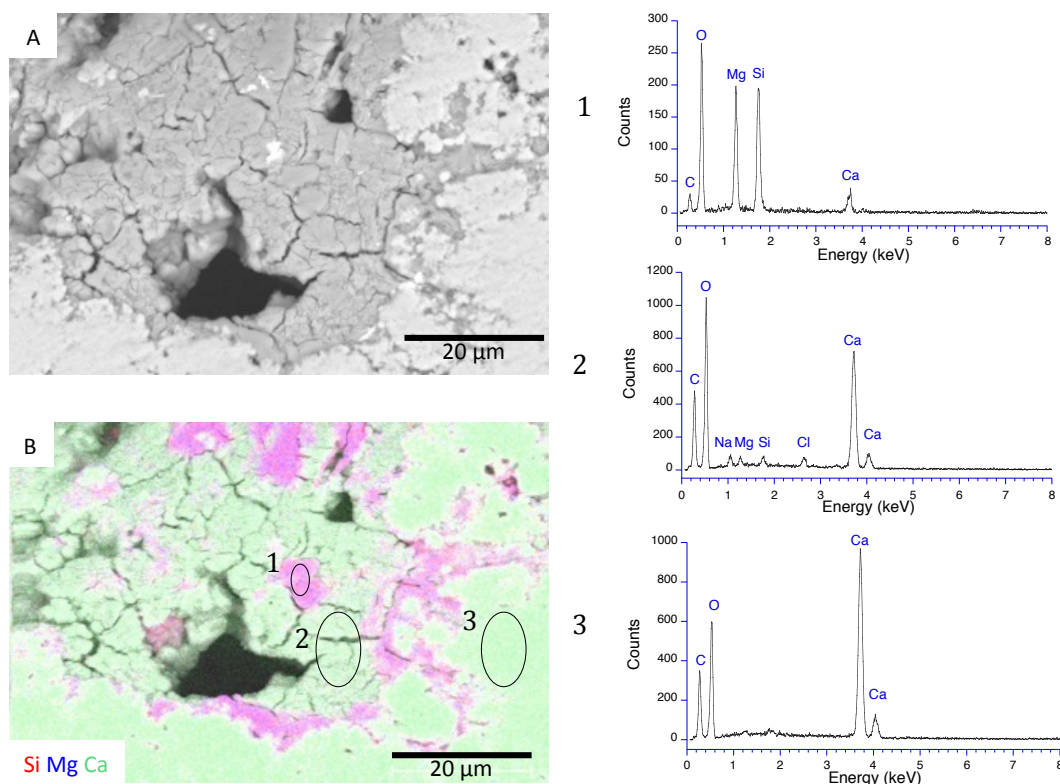 A
20 µm
B
1
2
3
Si Mg Ca
20 µm
1
300
250
200
150
100
50
0
Counts
C
O
Mg
Si
Ca
0 1 2 3 4 5 6 7 8
Energy (keV)
2
1200
1000
800
600
400
200
0
Counts
C
O
Na
Mg
Si
Cl
Ca
Ca
0 1 2 3 4 5 6 7 8
Energy (keV)
3
1000
800
600
400
200
0
Counts
C
O
Ca
Ca
0 1 2 3 4 5 6 7 8
Energy (keV)